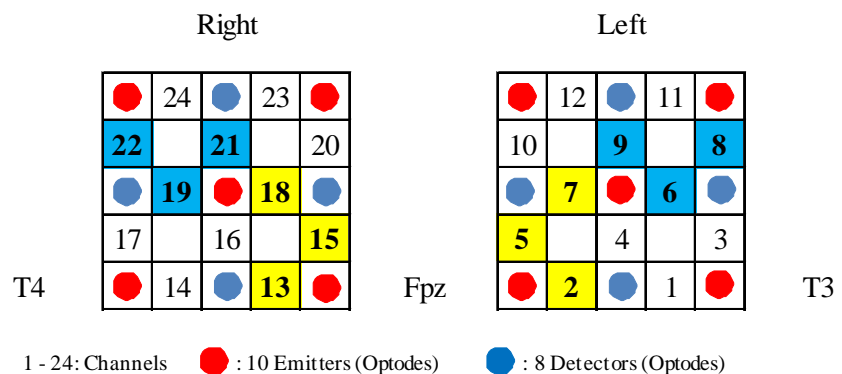 Right Left
24 23 12 11
22 21 20 10 9 8
19 18 7 6
17 16 15 5 4 3
T4 14 13 Fpz 2 1 T3
1 - 24: Channels : 10 Emitters (Optodes) : 8 Detectors (Optodes)